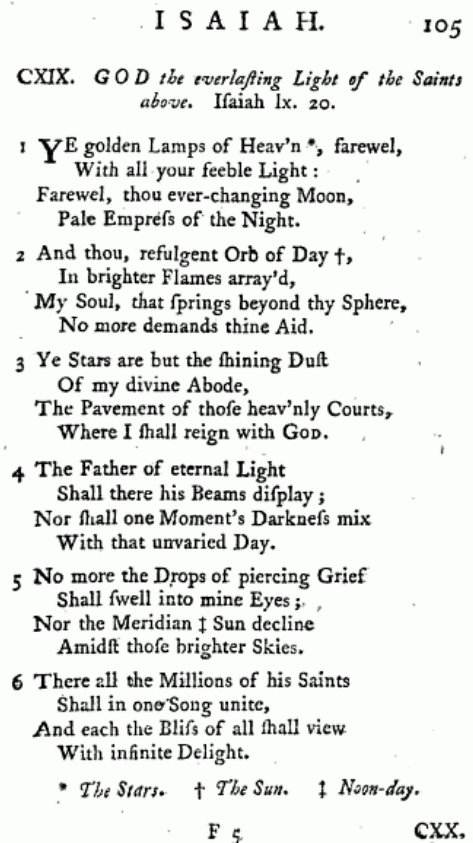 ISAIAH. 105
CXIX. GOD the everlaſting Light of the Saints
above. Iſaiah lx. 20.
1 YE golden Lamps of Heav'n *, farewel,
With all your feeble Light :
Farewel, thou ever-changing Moon,
Pale Empreſs of the Night.
2 And thou, refulgent Orb of Day †,
In brighter Flames array'd,
My Soul, that ſprings beyond thy Sphere,
No more demands thine Aid.
3 Ye Stars are but the ſhining Duſt
Of my divine Abode,
The Pavement of thoſe heav'nly Courts,
Where I ſhall reign with GOD.
4 The Father of eternal Light
Shall there his Beams diſplay ;
Nor ſhall one Moment's Darkneſs mix
With that unvaried Day.
5 No more the Drops of piercing Grief
Shall ſwell into mine Eyes ;
Nor the Meridian ‡ Sun decline
Amidſt thoſe brighter Skies.
6 There all the Millions of his Saints
Shall in one Song unite,
And each the Bliſs of all ſhall view
With infinite Delight.
* The Stars. † The Sun. ‡ Noon-day.
F 5 CXX.